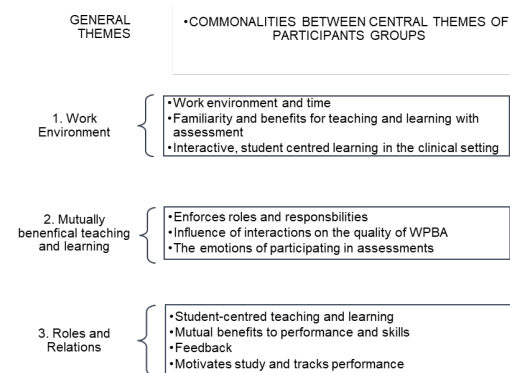 GENERAL
THEMES
•COMMONALITIES BETWEEN CENTRAL THEMES OF
PARTICIPANTS GROUPS
1. Work
Environment
•Work environment and time
•Familiarity and benefits for teaching and learning with
assessment
•Interactive, student centred learning in the clinical setting
2. Mutually
benenfical teaching
and learning
•Enforces roles and responsbilities
•Influence of interactions on the quality of WPBA
•The emotions of participating in assessments
3. Roles and
Relations
•Student-centred teaching and learning
•Mutual benefits to performance and skills
•Feedback
•Motivates study and tracks performance